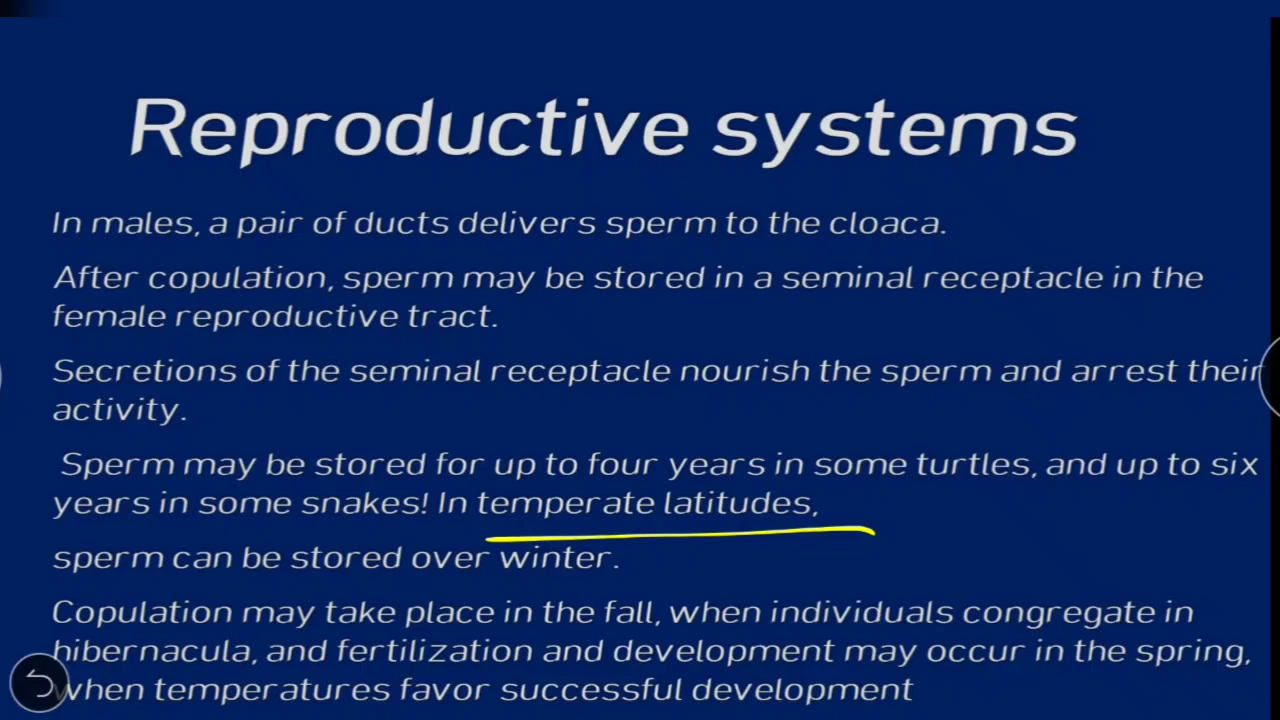 Reproductive systems
In males, a pair of ducts delivers sperm to the cloaca.
After copulation, sperm may be stored in a seminal receptacle in the
female reproductive tract.
Secretions of the seminal receptacle nourish the sperm and arrest their
activity.
Sperm may be stored for up to four years in some turtles, and up to six
years in some snakes! In temperate latitudes,
sperm can be stored over winter.
Copulation may take place in the fall, when individuals congregate in
hibernacula, and fertilization and development may occur in the spring,
when temperatures favor successful development